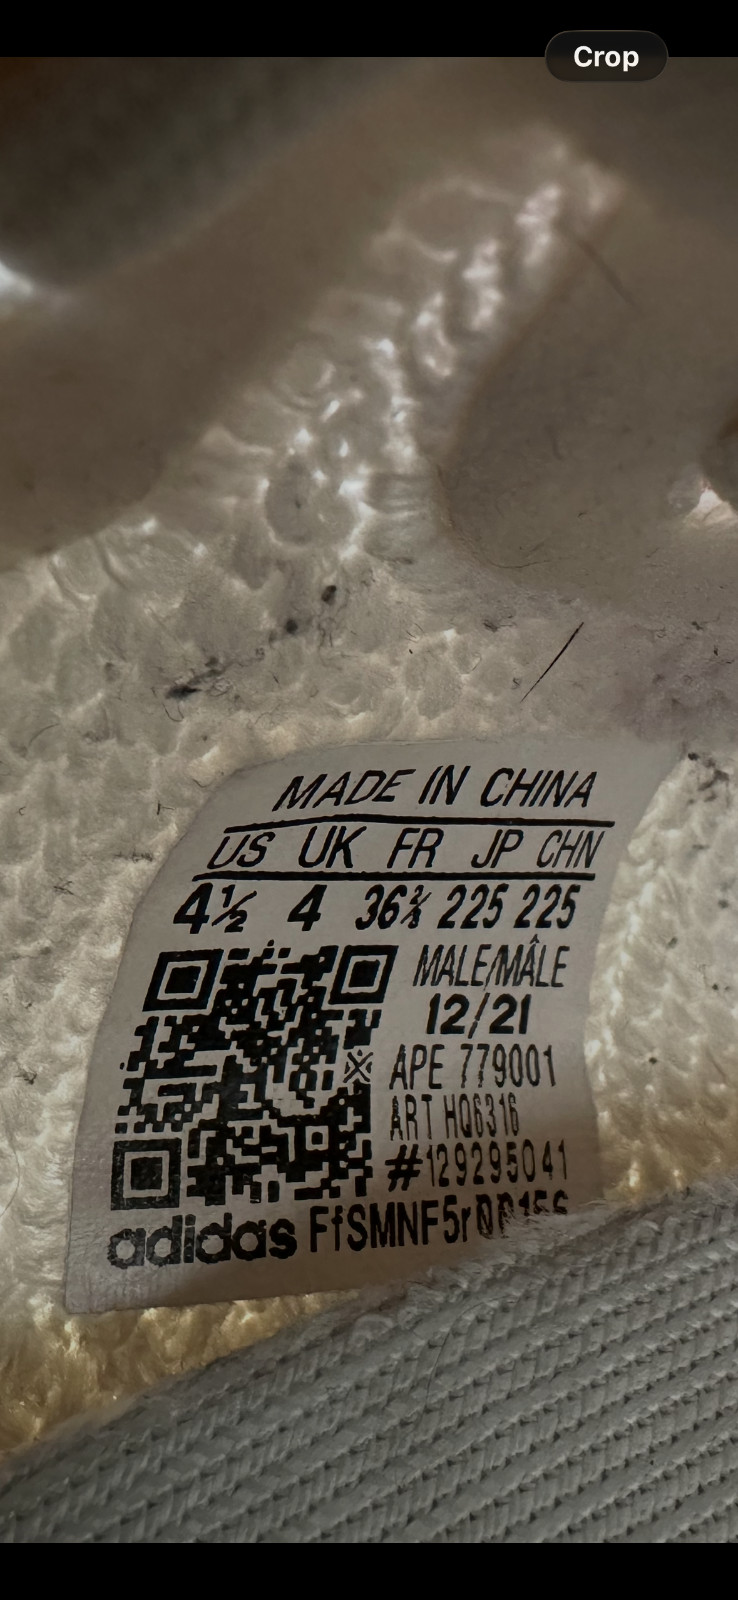 Crop
MADE IN CHINA
US UK FR JP CHN
4½ 4 36⅔ 225 225
MALE/MÂLE
12/21
※ APE 779001
ART HQ6316
#129295041
adidas